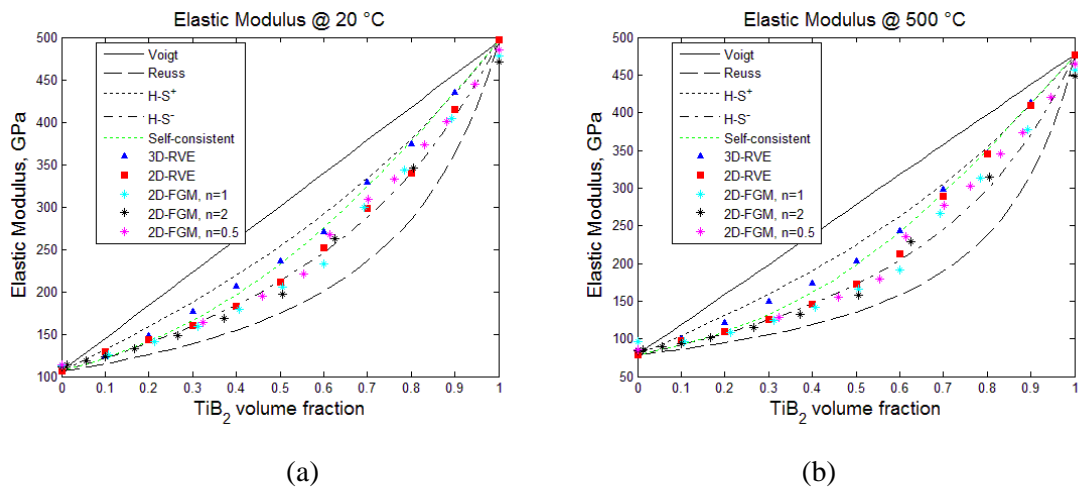 Elastic Modulus @ 20 °C
Elastic Modulus, GPa
500
450
400
350
300
250
200
150
100
Voigt
Reuss
H-S⁺
H-S⁻
Self-consistent
3D-RVE
2D-RVE
2D-FGM, n=1
2D-FGM, n=2
2D-FGM, n=0.5
0 0.1 0.2 0.3 0.4 0.5 0.6 0.7 0.8 0.9 1
TiB₂ volume fraction
(a)
Elastic Modulus @ 500 °C
Elastic Modulus, GPa
500
450
400
350
300
250
200
150
100
50
Voigt
Reuss
H-S⁺
H-S⁻
Self-consistent
3D-RVE
2D-RVE
2D-FGM, n=1
2D-FGM, n=2
2D-FGM, n=0.5
0 0.1 0.2 0.3 0.4 0.5 0.6 0.7 0.8 0.9 1
TiB₂ volume fraction
(b)